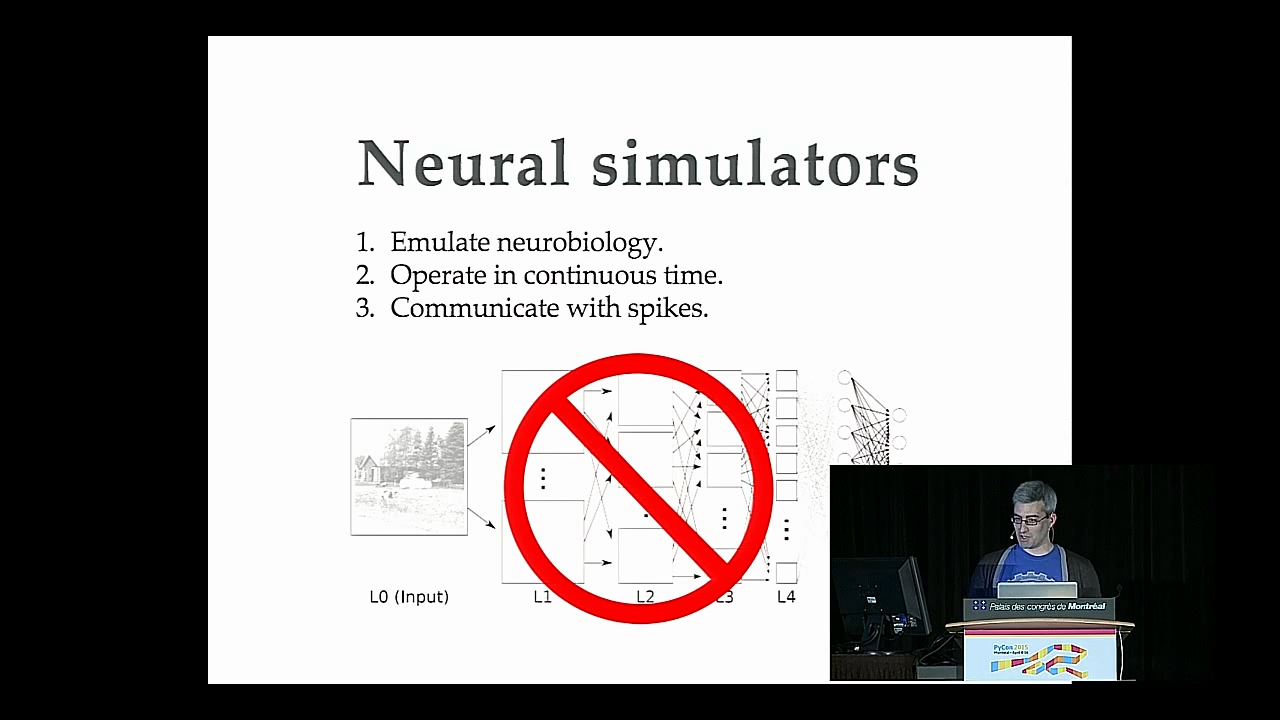 Neural simulators
1. Emulate neurobiology.
2. Operate in continuous time.
3. Communicate with spikes.
L0 (Input)
L1
L2
L3
L4
Palais des congrès de Montréal
PyCon 2015